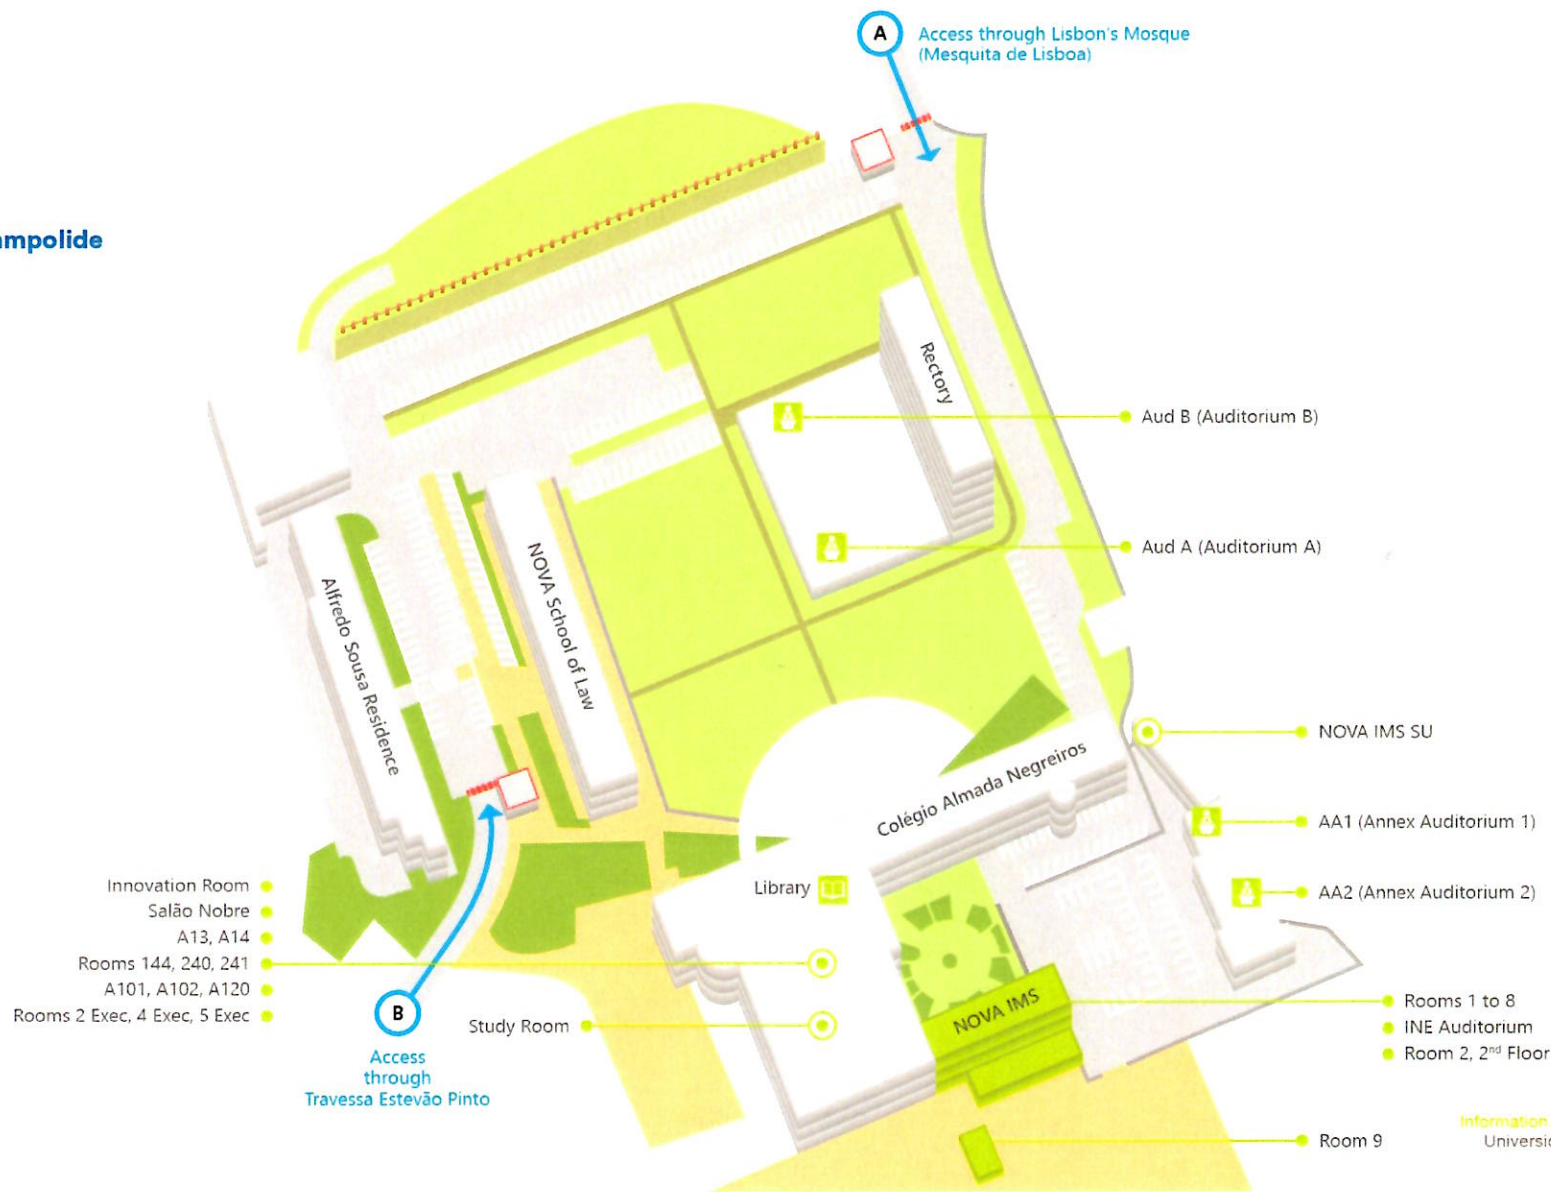 A
Access through Lisbon's Mosque
(Mesquita de Lisboa)
Rectory
Aud B (Auditorium B)
Aud A (Auditorium A)
NOVA School of Law
Alfredo Sousa Residence
Colégio Almada Negreiros
NOVA IMS SU
AA1 (Annex Auditorium 1)
AA2 (Annex Auditorium 2)
Library
Innovation Room
Salão Nobre
A13, A14
Rooms 144, 240, 241
A101, A102, A120
Rooms 2 Exec, 4 Exec, 5 Exec
Study Room
B
Access
through
Travessa Estevão Pinto
NOVA IMS
Rooms 1 to 8
INE Auditorium
Room 2, 2nd Floor
Room 9
Information